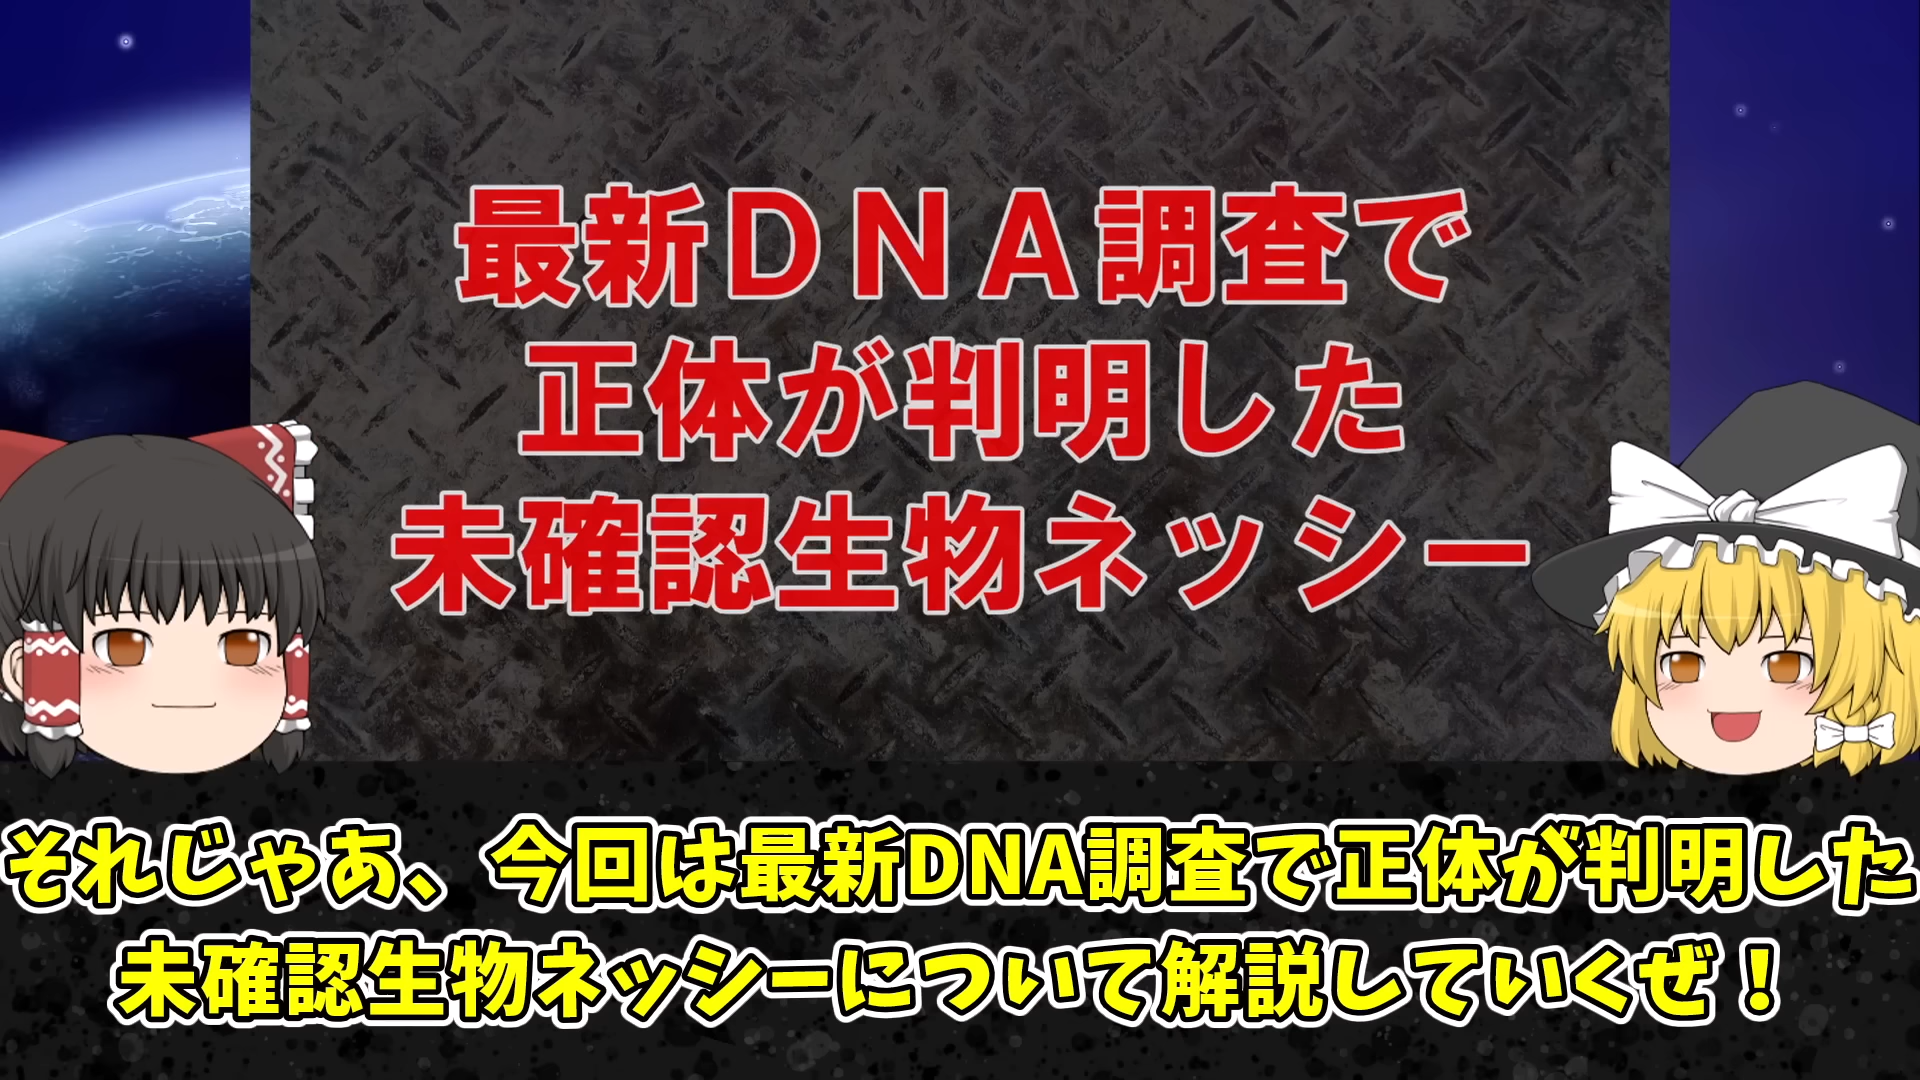 最新ＤＮＡ調査で
正体が判明した
未確認生物ネッシー
それじゃあ、今回は最新DNA調査で正体が判明した
未確認生物ネッシーについて解説していくぜ！